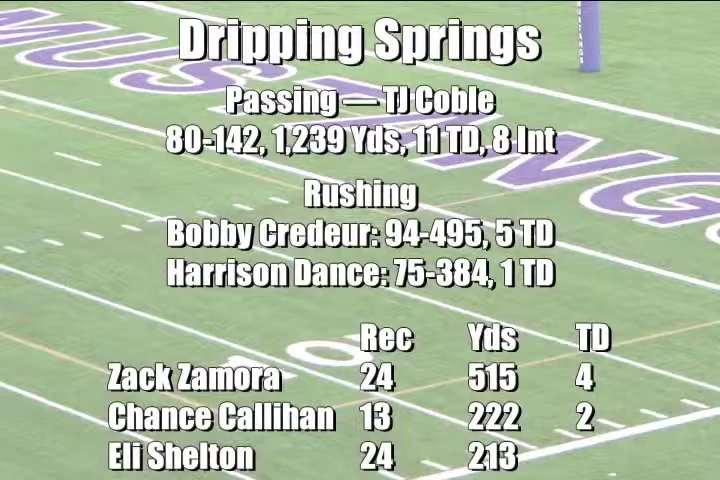 Dripping Springs
Passing — TJ Coble
80-142, 1,239 Yds, 11 TD, 8 Int
Rushing
Bobby Credeur: 94-495, 5 TD
Harrison Dance: 75-384, 1 TD
Rec Yds TD
Zack Zamora 24 515 4
Chance Callihan 13 222 2
Eli Shelton 24 213
MUSTANGS
10